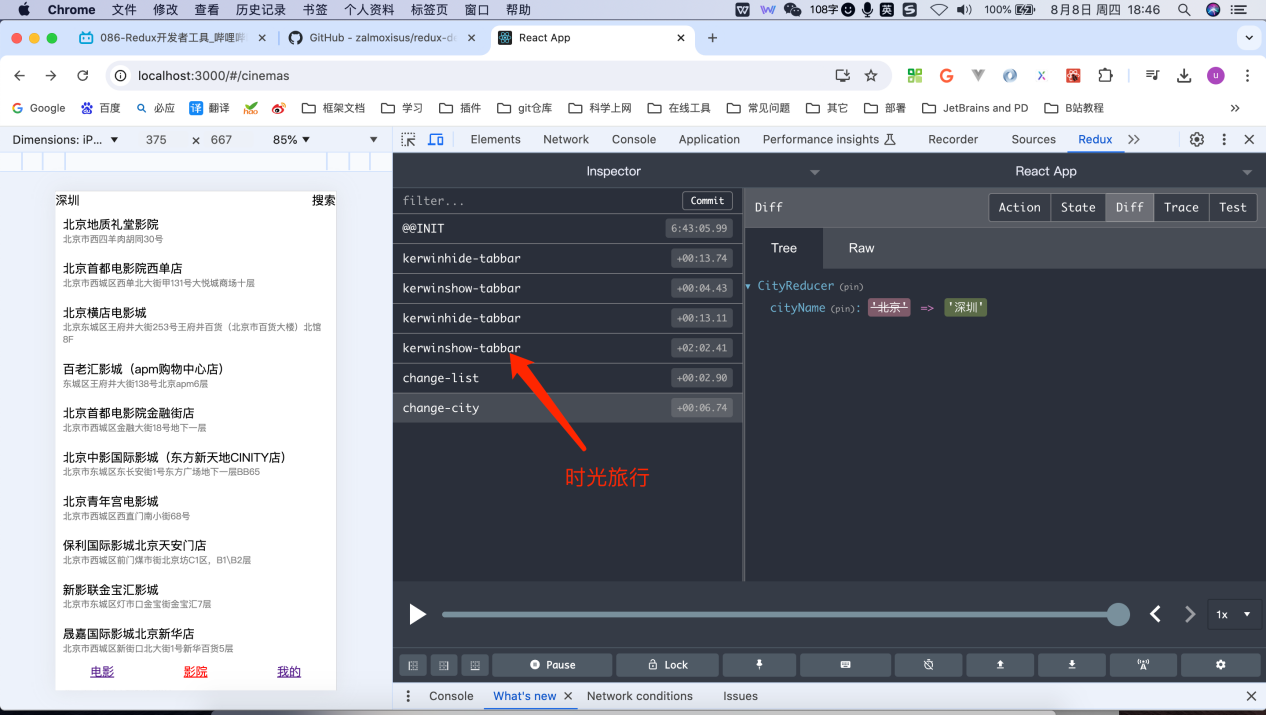 Chrome 文件 修改 查看 历史记录 书签 个人资料 标签页 窗口 帮助 108字 英 100% 8月8日 周四 18:46
086-Redux开发者工具_哔哩哔 GitHub - zalmoxisus/redux-de React App
localhost:3000/#/cinemas
Google 百度 必应 翻译 框架文档 学习 插件 git仓库 科学上网 在线工具 常见问题 其它 部署 JetBrains and PD B站教程
Dimensions: iP... 375 × 667 85% Elements Network Console Application Performance insights Recorder Sources Redux
Inspector React App
filter... Commit
Diff Action State Diff Trace Test
Tree Raw
@@INIT 6:43:05.99
kerwinhide-tabbar +00:13.74
kerwinshow-tabbar +00:04.43
kerwinhide-tabbar +00:13.11
kerwinshow-tabbar +02:02.41
change-list +00:02.90
change-city +00:06.74
CityReducer (pin)
cityName (pin): '北京' => '深圳'
时光旅行
深圳 搜索
北京地质礼堂影院
北京市西四羊肉胡同30号
北京首都电影院西单店
北京市西城区西单北大街甲131号大悦城商场十层
北京横店电影城
北京东城区王府井大街253号王府井百货（北京市百货大楼）北馆
8F
百老汇影城（apm购物中心店）
东城区王府井大街138号北京apm6层
北京首都电影院金融街店
北京市西城区金融大街18号地下一层
北京中影国际影城（东方新天地CINITY店）
北京市东城区东长安街1号东方广场地下一层BB65
北京青年宫电影城
北京市西城区西直门南小街68号
保利国际影城北京天安门店
北京市西城区前门煤市街北京坊C1区，B1\B2层
新影联金宝汇影城
北京市东城区灯市口金宝街金宝汇7层
晟嘉国际影城北京新华店
北京市西城区新街口北大街1号新华百货5层
电影 影院 我的
1x
Pause Lock
Console What's new Network conditions Issues